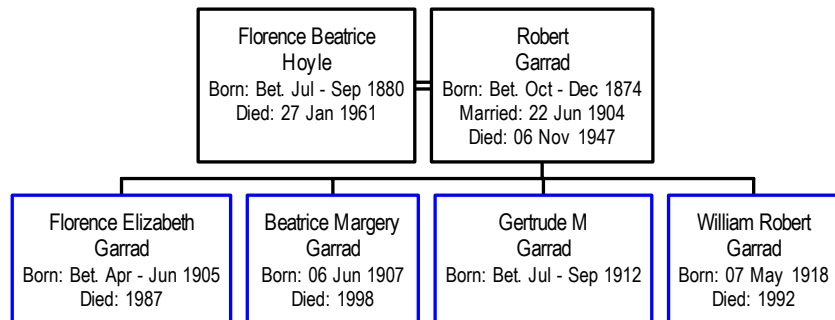 Florence Beatrice
Hoyle
Born: Bet. Jul - Sep 1880
Died: 27 Jan 1961
Robert
Garrad
Born: Bet. Oct - Dec 1874
Married: 22 Jun 1904
Died: 06 Nov 1947
Florence Elizabeth
Garrad
Born: Bet. Apr - Jun 1905
Died: 1987
Beatrice Margery
Garrad
Born: 06 Jun 1907
Died: 1998
Gertrude M
Garrad
Born: Bet. Jul - Sep 1912
William Robert
Garrad
Born: 07 May 1918
Died: 1992